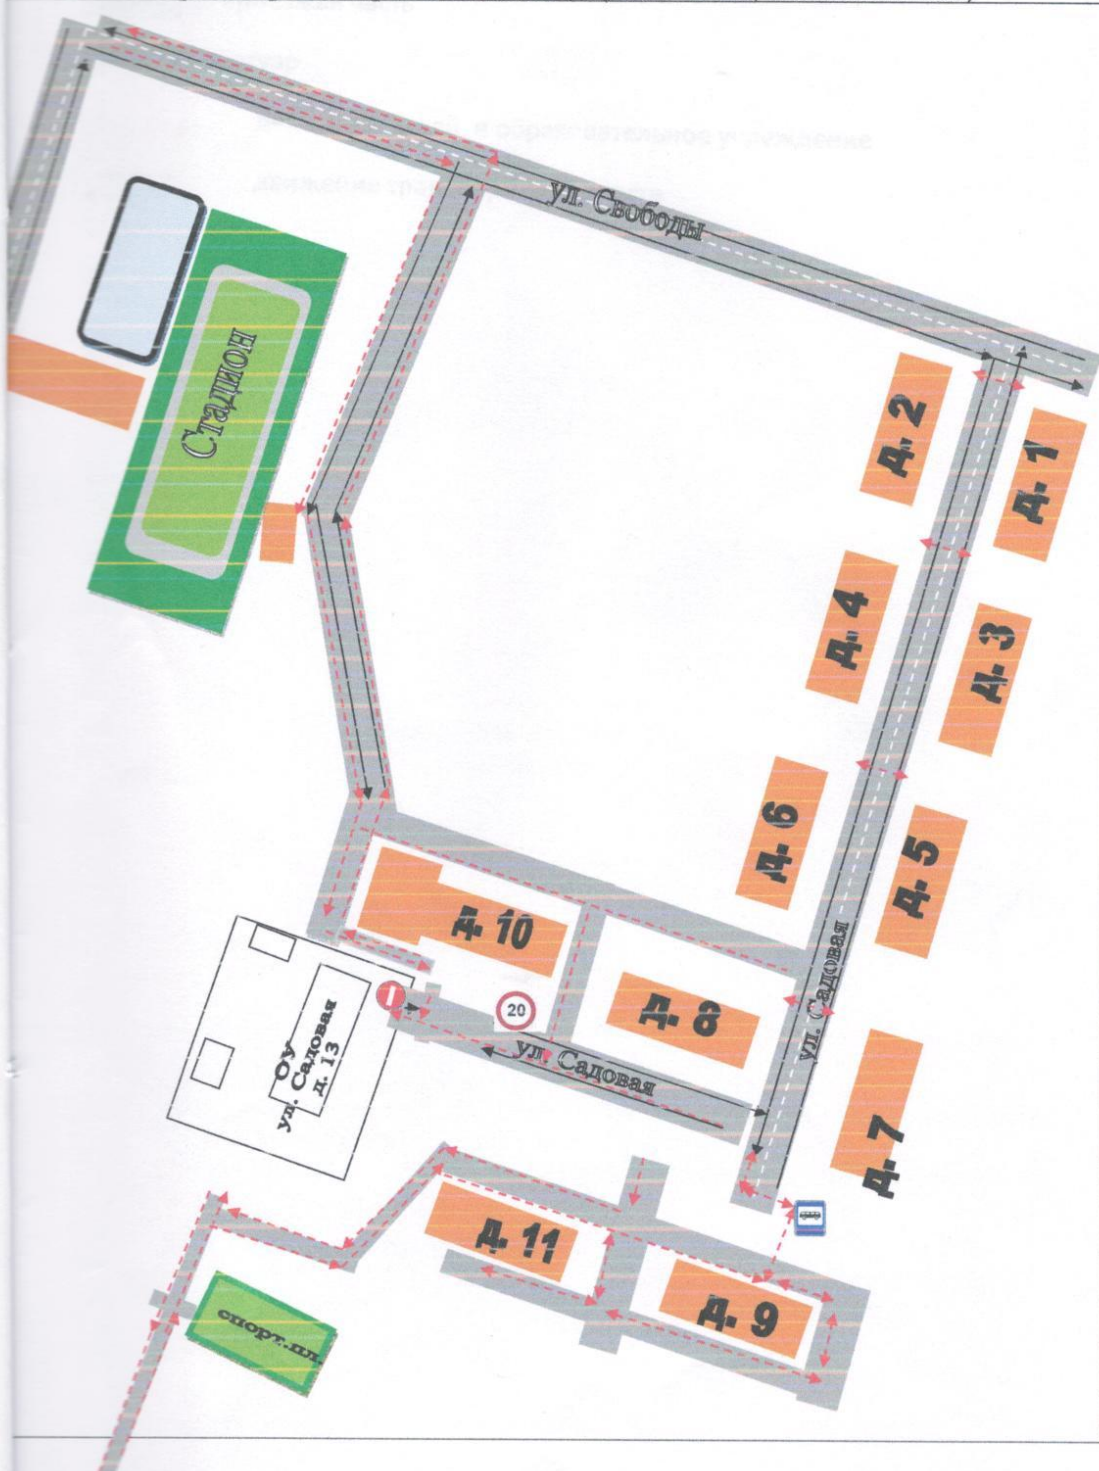 ул. Свободы
Стадион
д. 2
д. 1
д. 4
д. 3
д. 6
д. 5
д. 10
20
д. 8
ул. Садовая
ул. Садовая
ОУ
ул. Садовая
д. 13
д. 7
д. 11
д. 9
спорт.пл.